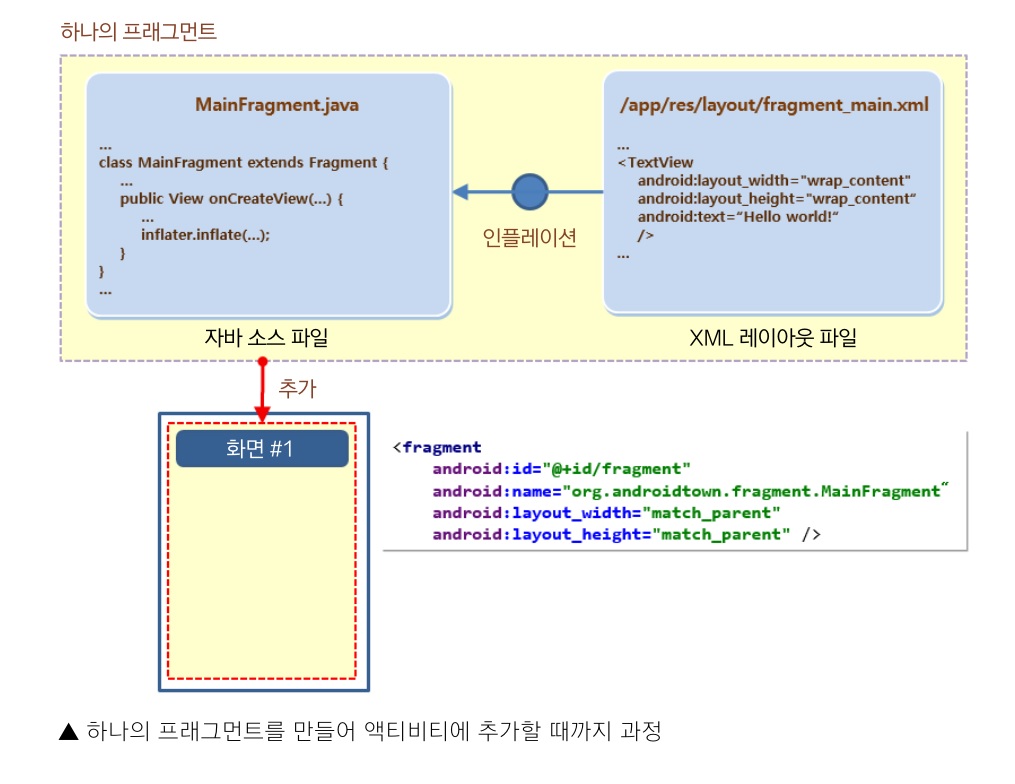 하나의 프래그먼트
MainFragment.java
...
class MainFragment extends Fragment {
...
public View onCreateView(...) {
...
inflater.inflate(...);
}
}
...
자바 소스 파일
인플레이션
/app/res/layout/fragment_main.xml
...
<TextView
android:layout_width="wrap_content"
android:layout_height="wrap_content“
android:text=“Hello world!“
/>
...
XML 레이아웃 파일
추가
화면 #1
<fragment
android:id="@+id/fragment"
android:name="org.androidtown.fragment.MainFragment“
android:layout_width="match_parent"
android:layout_height="match_parent" />
▲ 하나의 프래그먼트를 만들어 액티비티에 추가할 때까지 과정